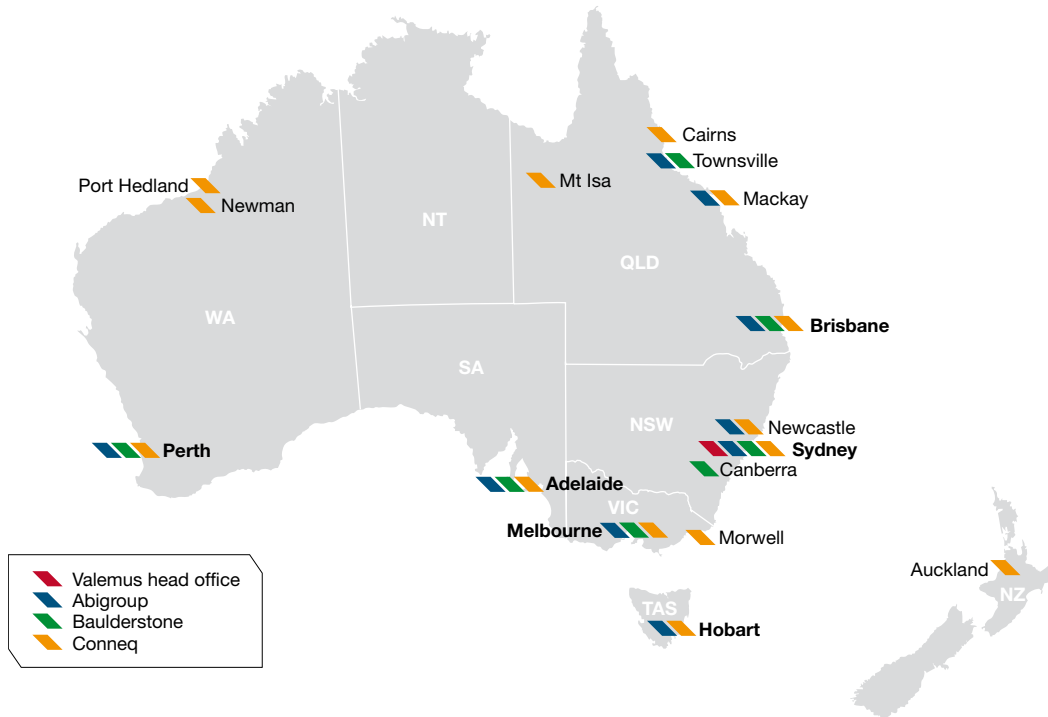 Cairns
Townsville
Port Hedland
Mt Isa
Newman
Mackay
NT
QLD
WA
Brisbane
SA
NSW
Newcastle
Perth
Sydney
Canberra
Adelaide
VIC
Melbourne
Morwell
Auckland
NZ
TAS
Hobart
Valemus head office
Abigroup
Baulderstone
Conneq